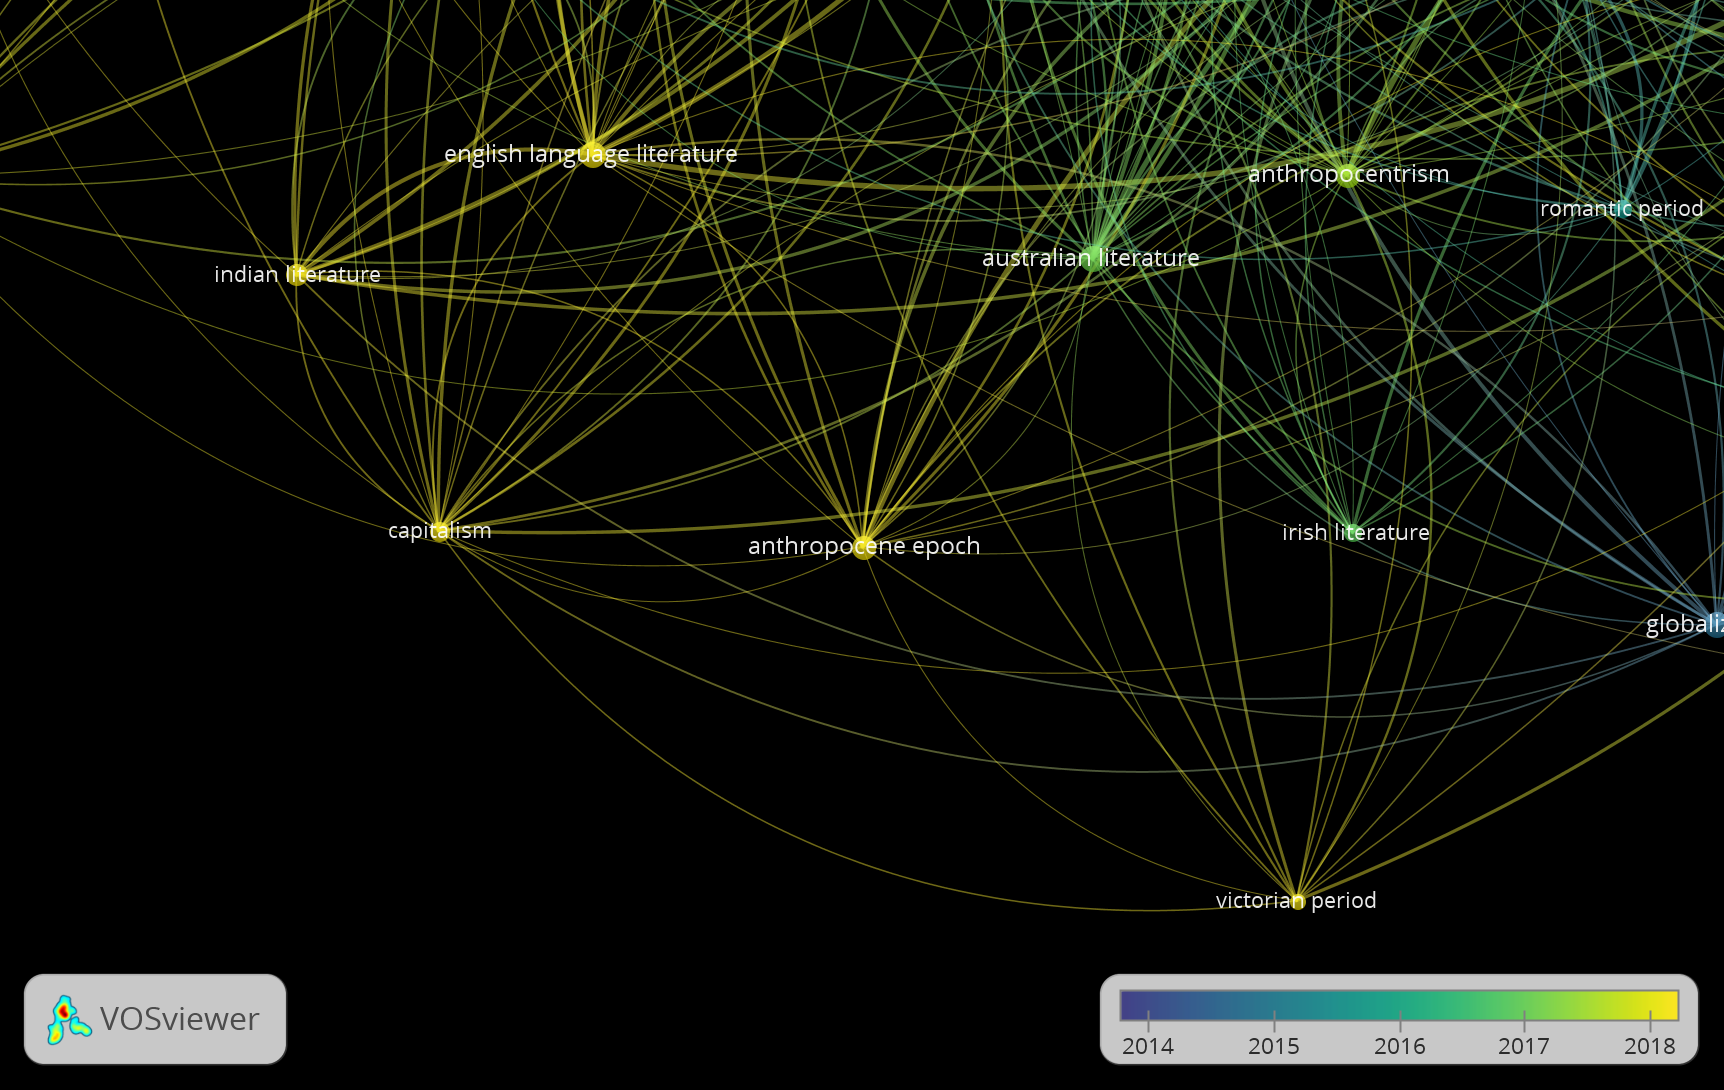 english language literature
anthropocentrism
romantic period
australian literature
indian literature
capitalism
anthropocene epoch
irish literature
globaliz
victorian period
VOSviewer
2014 2015 2016 2017 2018